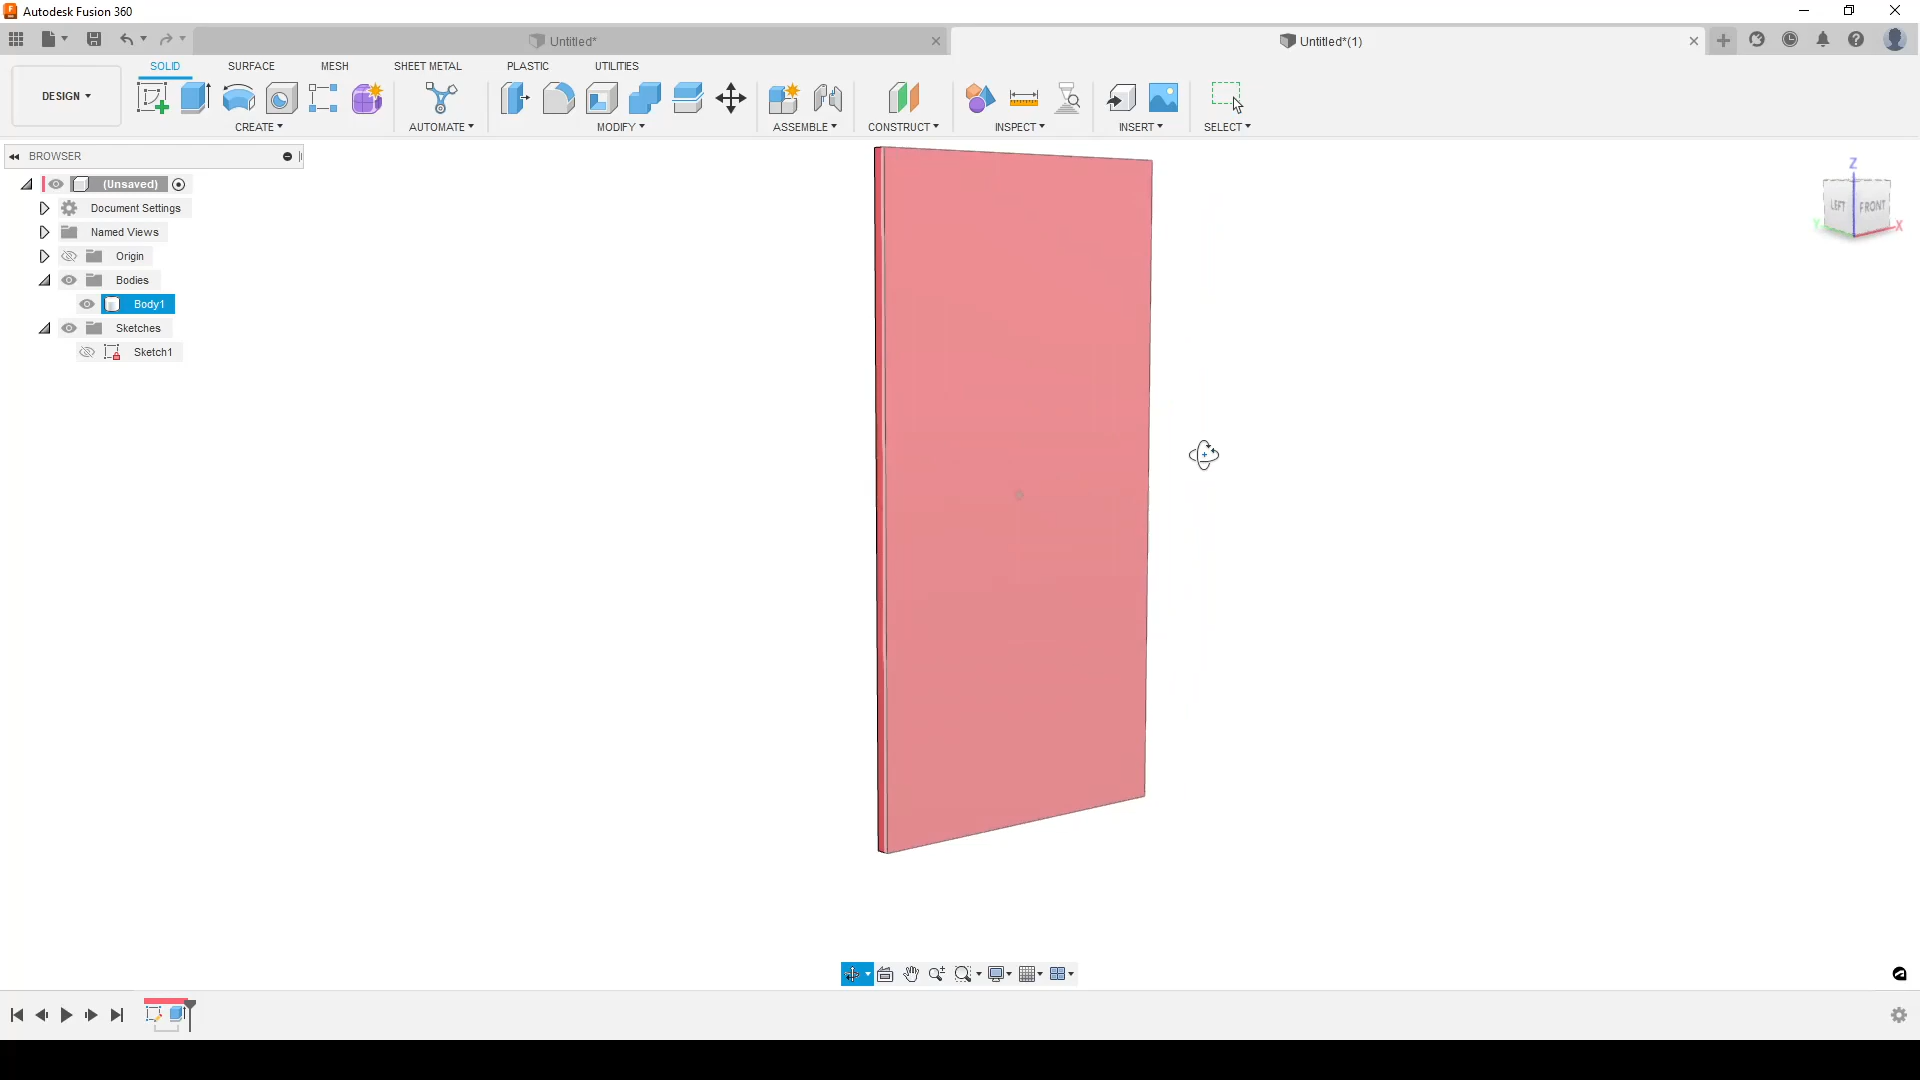 Autodesk Fusion 360
Untitled*
Untitled*(1)
SOLID SURFACE MESH SHEET METAL PLASTIC UTILITIES
DESIGN
CREATE AUTOMATE MODIFY ASSEMBLE CONSTRUCT INSPECT INSERT SELECT
BROWSER
(Unsaved)
Document Settings
Named Views
Origin
Bodies
Body1
Sketches
Sketch1
Z
LEFT FRONT
Y X